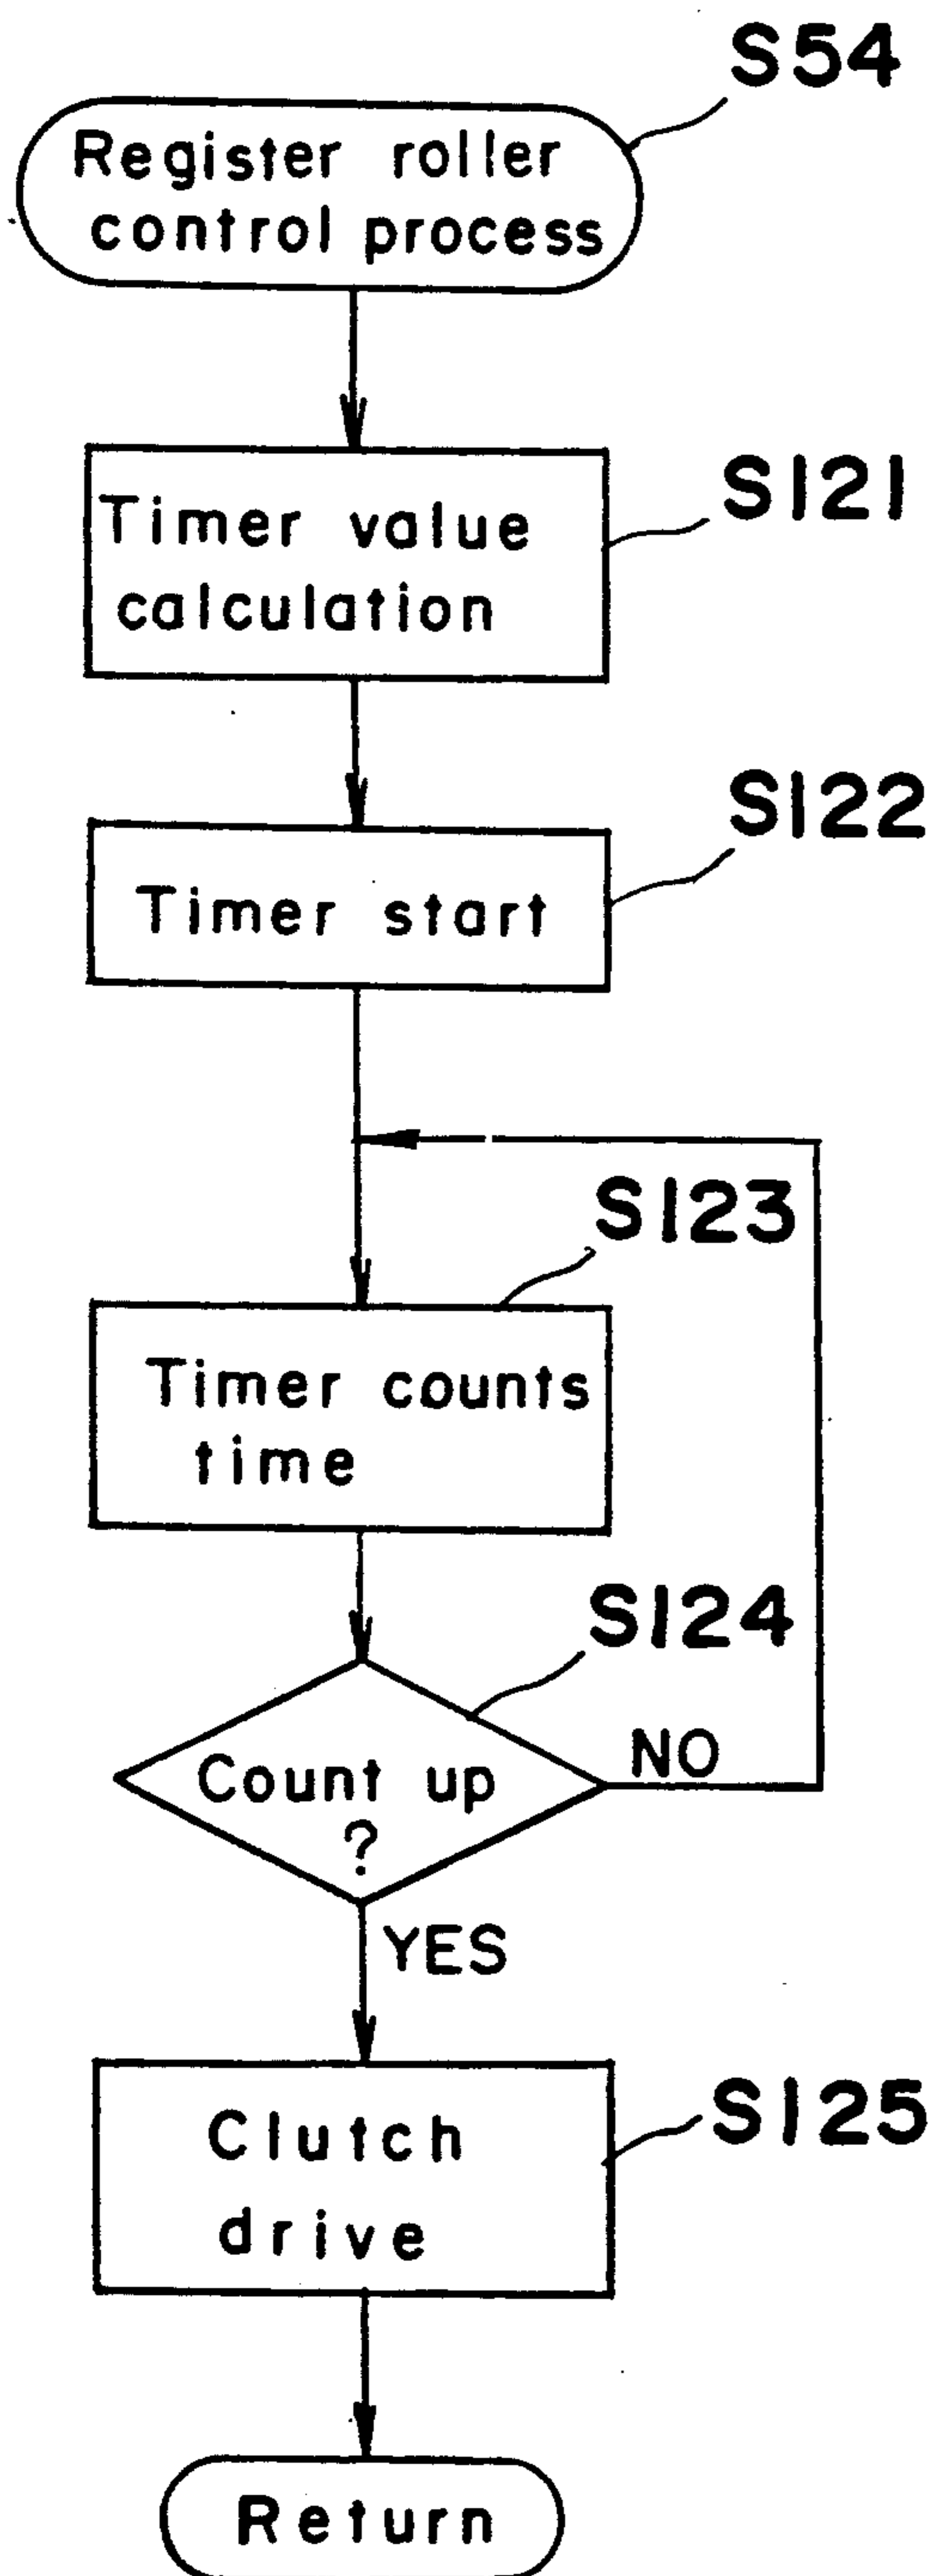 S54
Register roller
control process
S121
Timer value
calculation
S122
Timer start
S123
Timer counts
time
S124
Count up
?
NO
YES
S125
Clutch
drive
Return